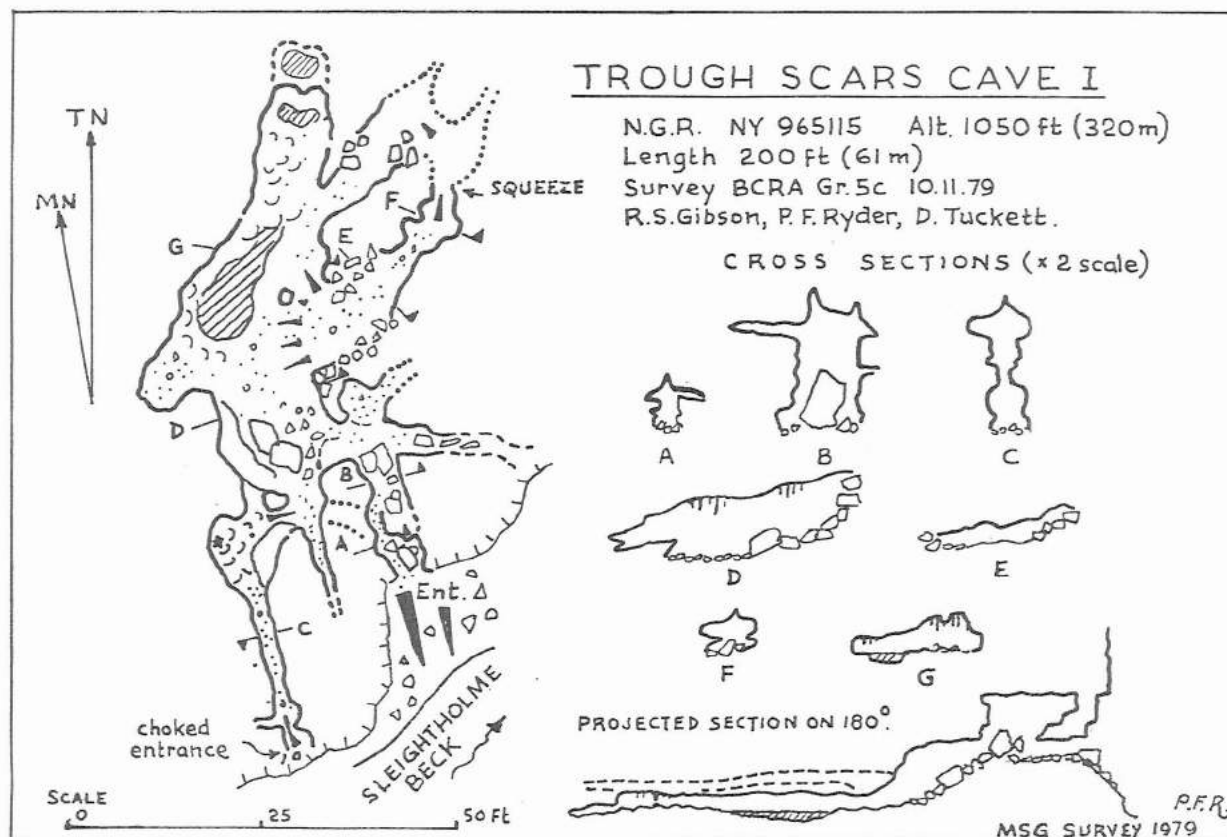 TROUGH SCARS CAVE I
N.G.R. NY 965115 Alt. 1050 ft (320m)
Length 200 ft (61m)
Survey BCRA Gr. 5c 10.11.79
R.S. Gibson, P. F. Ryder, D. Tuckett.
CROSS SECTIONS (× 2 scale)
A
B
C
D
E
F
G
PROJECTED SECTION ON 180°.
P.F.R.
MSG SURVEY 1979
TN
MN
SQUEEZE
F
E
G
D
B
A
Ent.
C
choked
entrance
SLEIGHTHOLME
BECK
SCALE
0 25 50 Ft